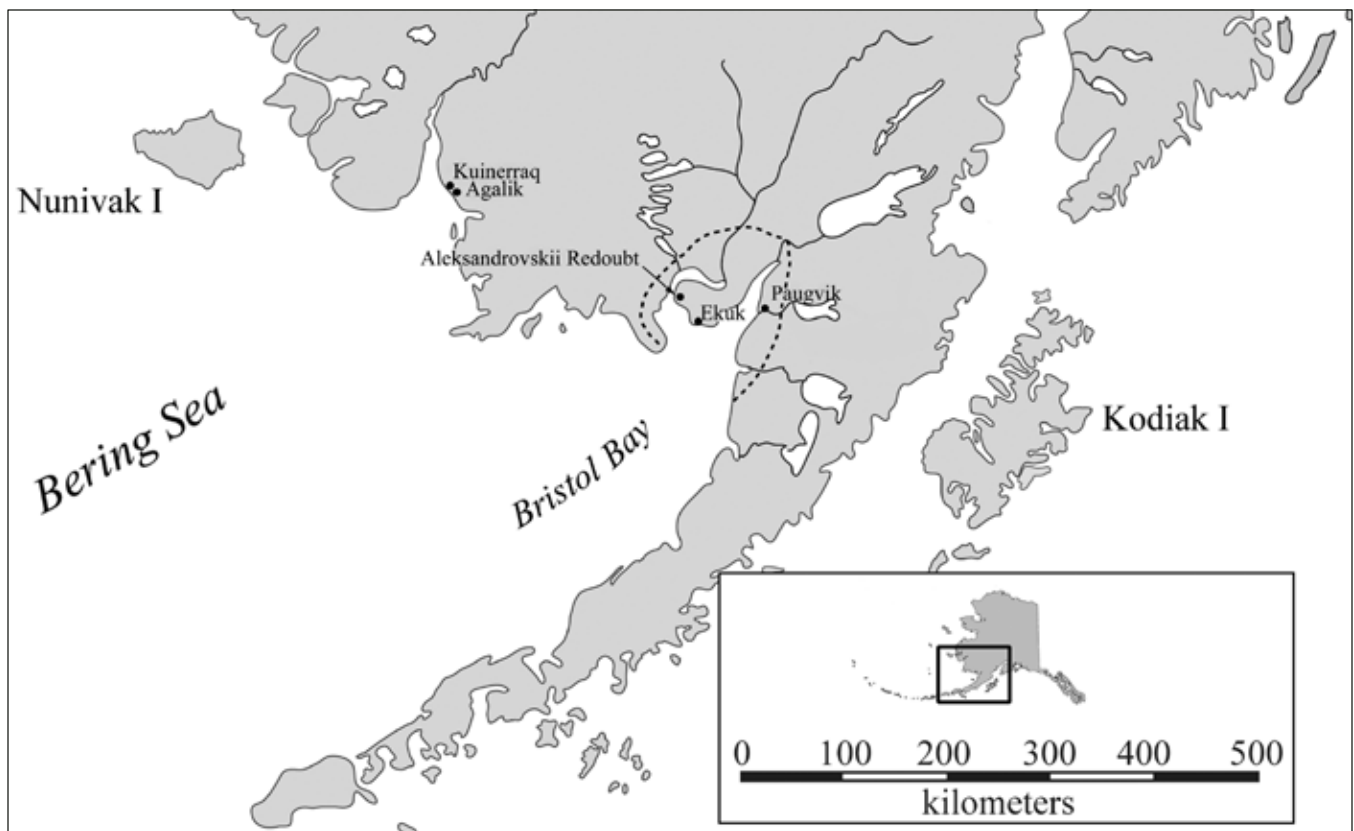 Kuinerraq
Agalik
Nunivak I
Aleksandrovskii Redoubt
Paugvik
Ekuk
Kodiak I
Bering Sea
Bristol Bay
0 100 200 300 400 500
kilometers